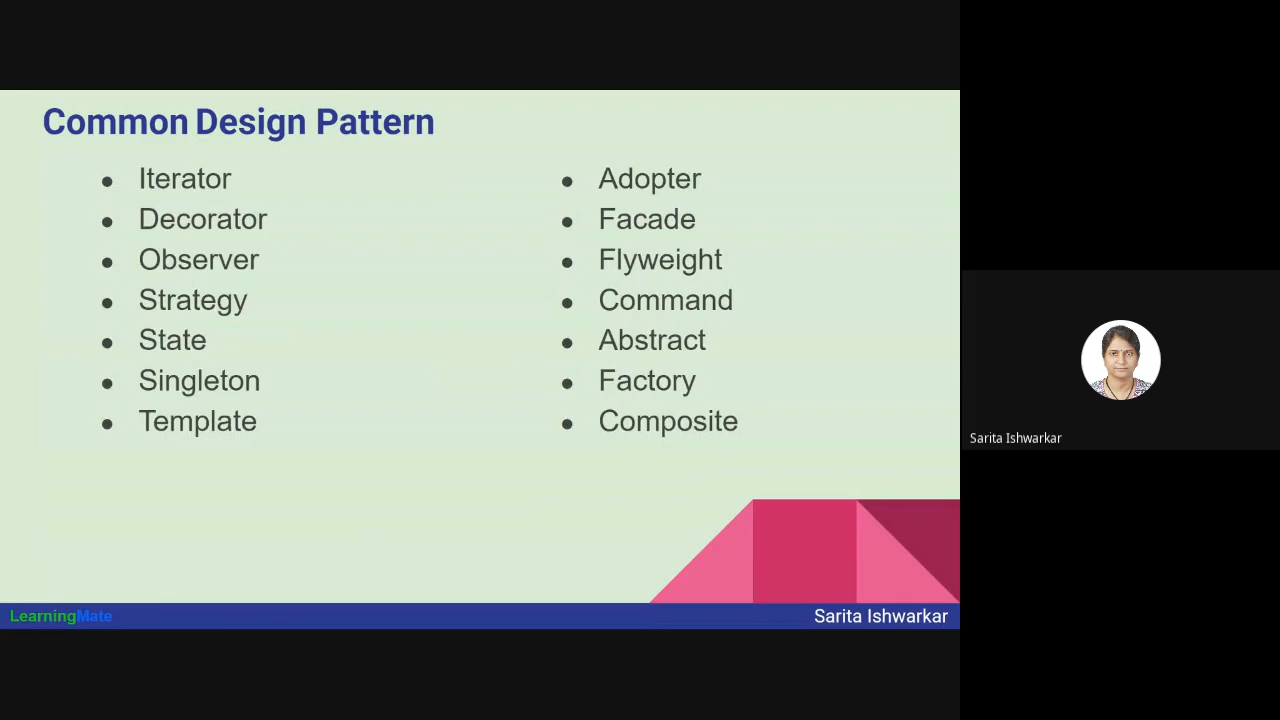 Common Design Pattern
Iterator
Decorator
Observer
Strategy
State
Singleton
Template
Adopter
Facade
Flyweight
Command
Abstract
Factory
Composite
LearningMate
Sarita Ishwarkar
Sarita Ishwarkar